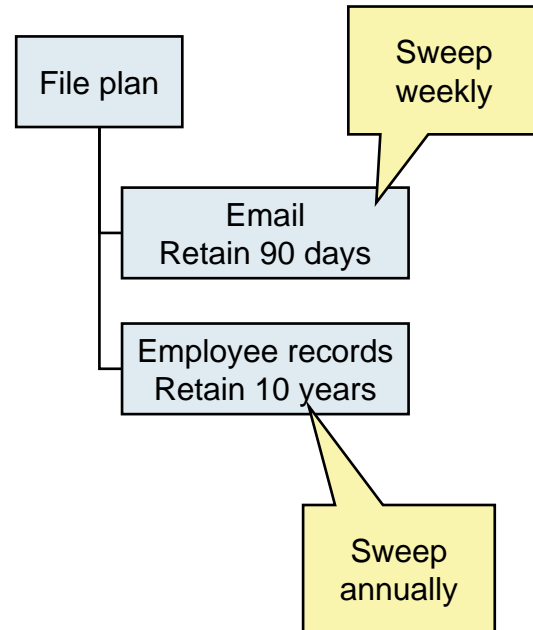 Sweep
weekly
File plan
Email
Retain 90 days
Employee records
Retain 10 years
Sweep
annually